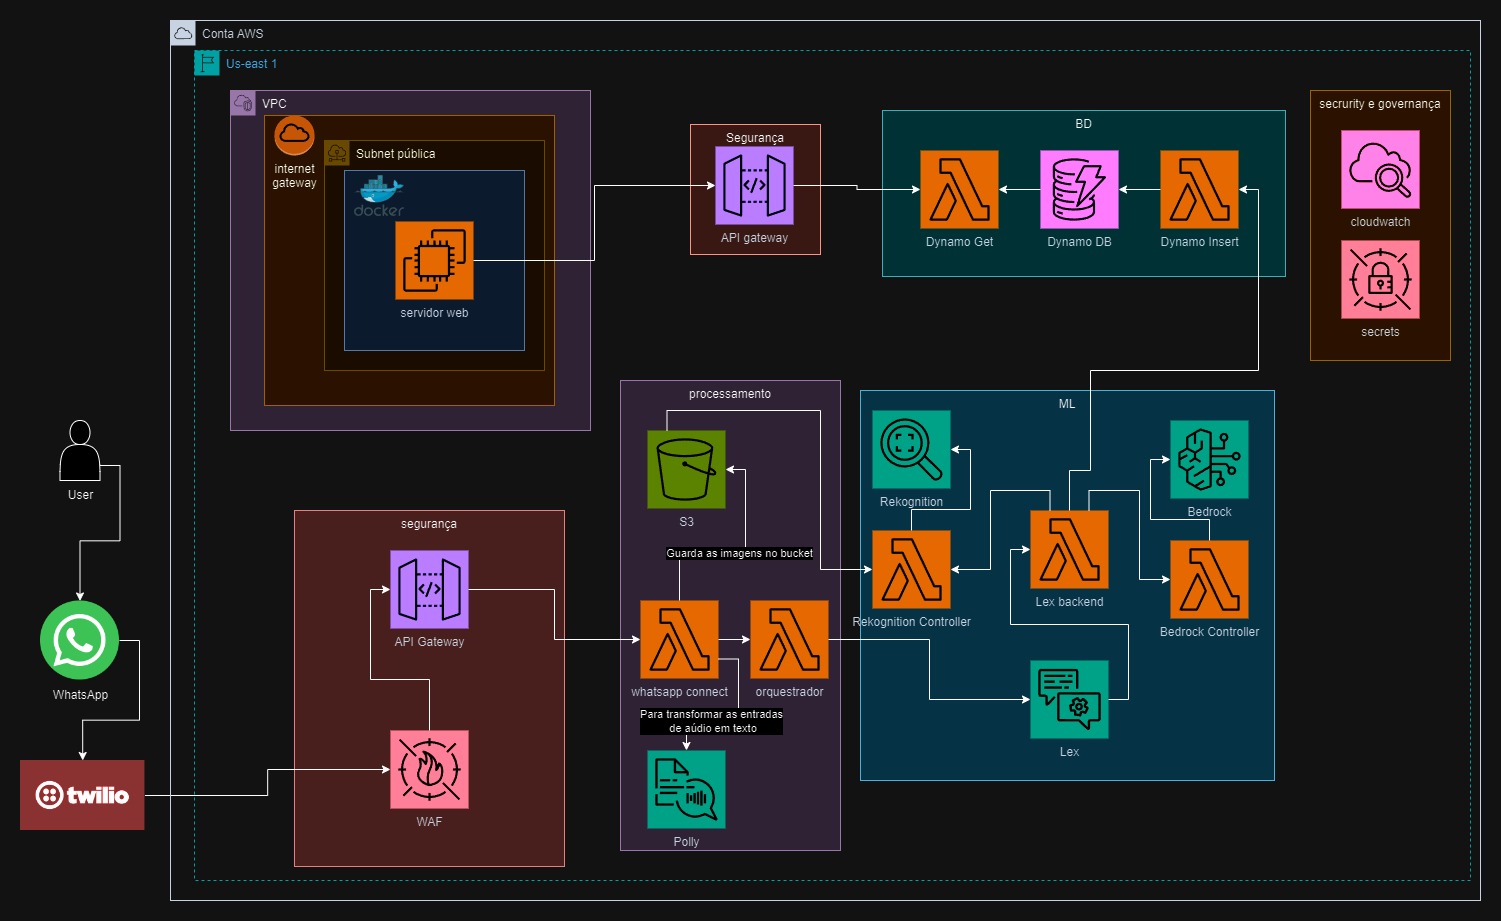 Conta AWS
Us-east 1
VPC
internet
gateway
Subnet pública
docker
servidor web
Segurança
API gateway
BD
Dynamo Get
Dynamo DB
Dynamo Insert
secrurity e governança
cloudwatch
secrets
User
WhatsApp
twilio
segurança
API Gateway
WAF
processamento
S3
Guarda as imagens no bucket
whatsapp connect
orquestrador
Para transformar as entradas
de aúdio em texto
Polly
ML
Rekognition
Rekognition Controller
Lex backend
Bedrock
Bedrock Controller
Lex